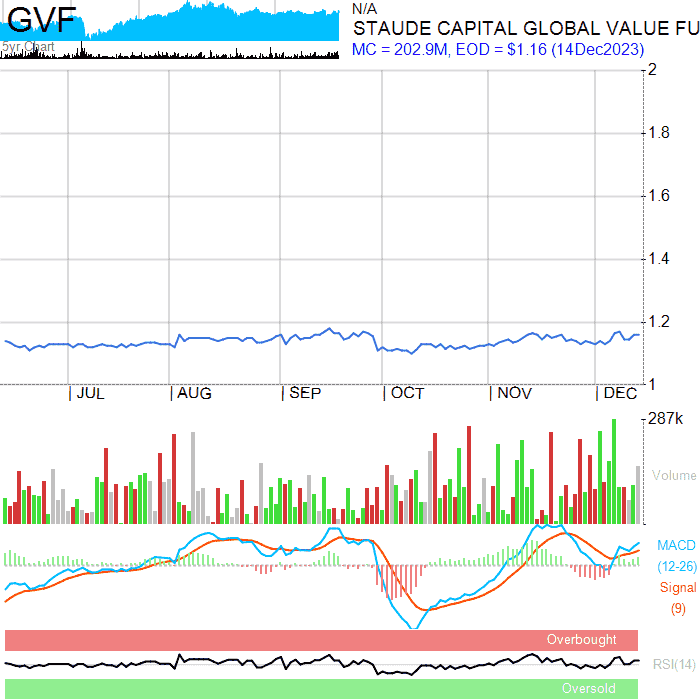 GVF
5yr Chart
N/A
STAUDE CAPITAL GLOBAL VALUE FU
MC = 202.9M, EOD = $1.16 (14Dec2023)
2
1.8
1.6
1.4
1.2
1
JUL AUG SEP OCT NOV DEC
287k
Volume
MACD
(12-26)
Signal
(9)
Overbought
RSI(14)
Oversold